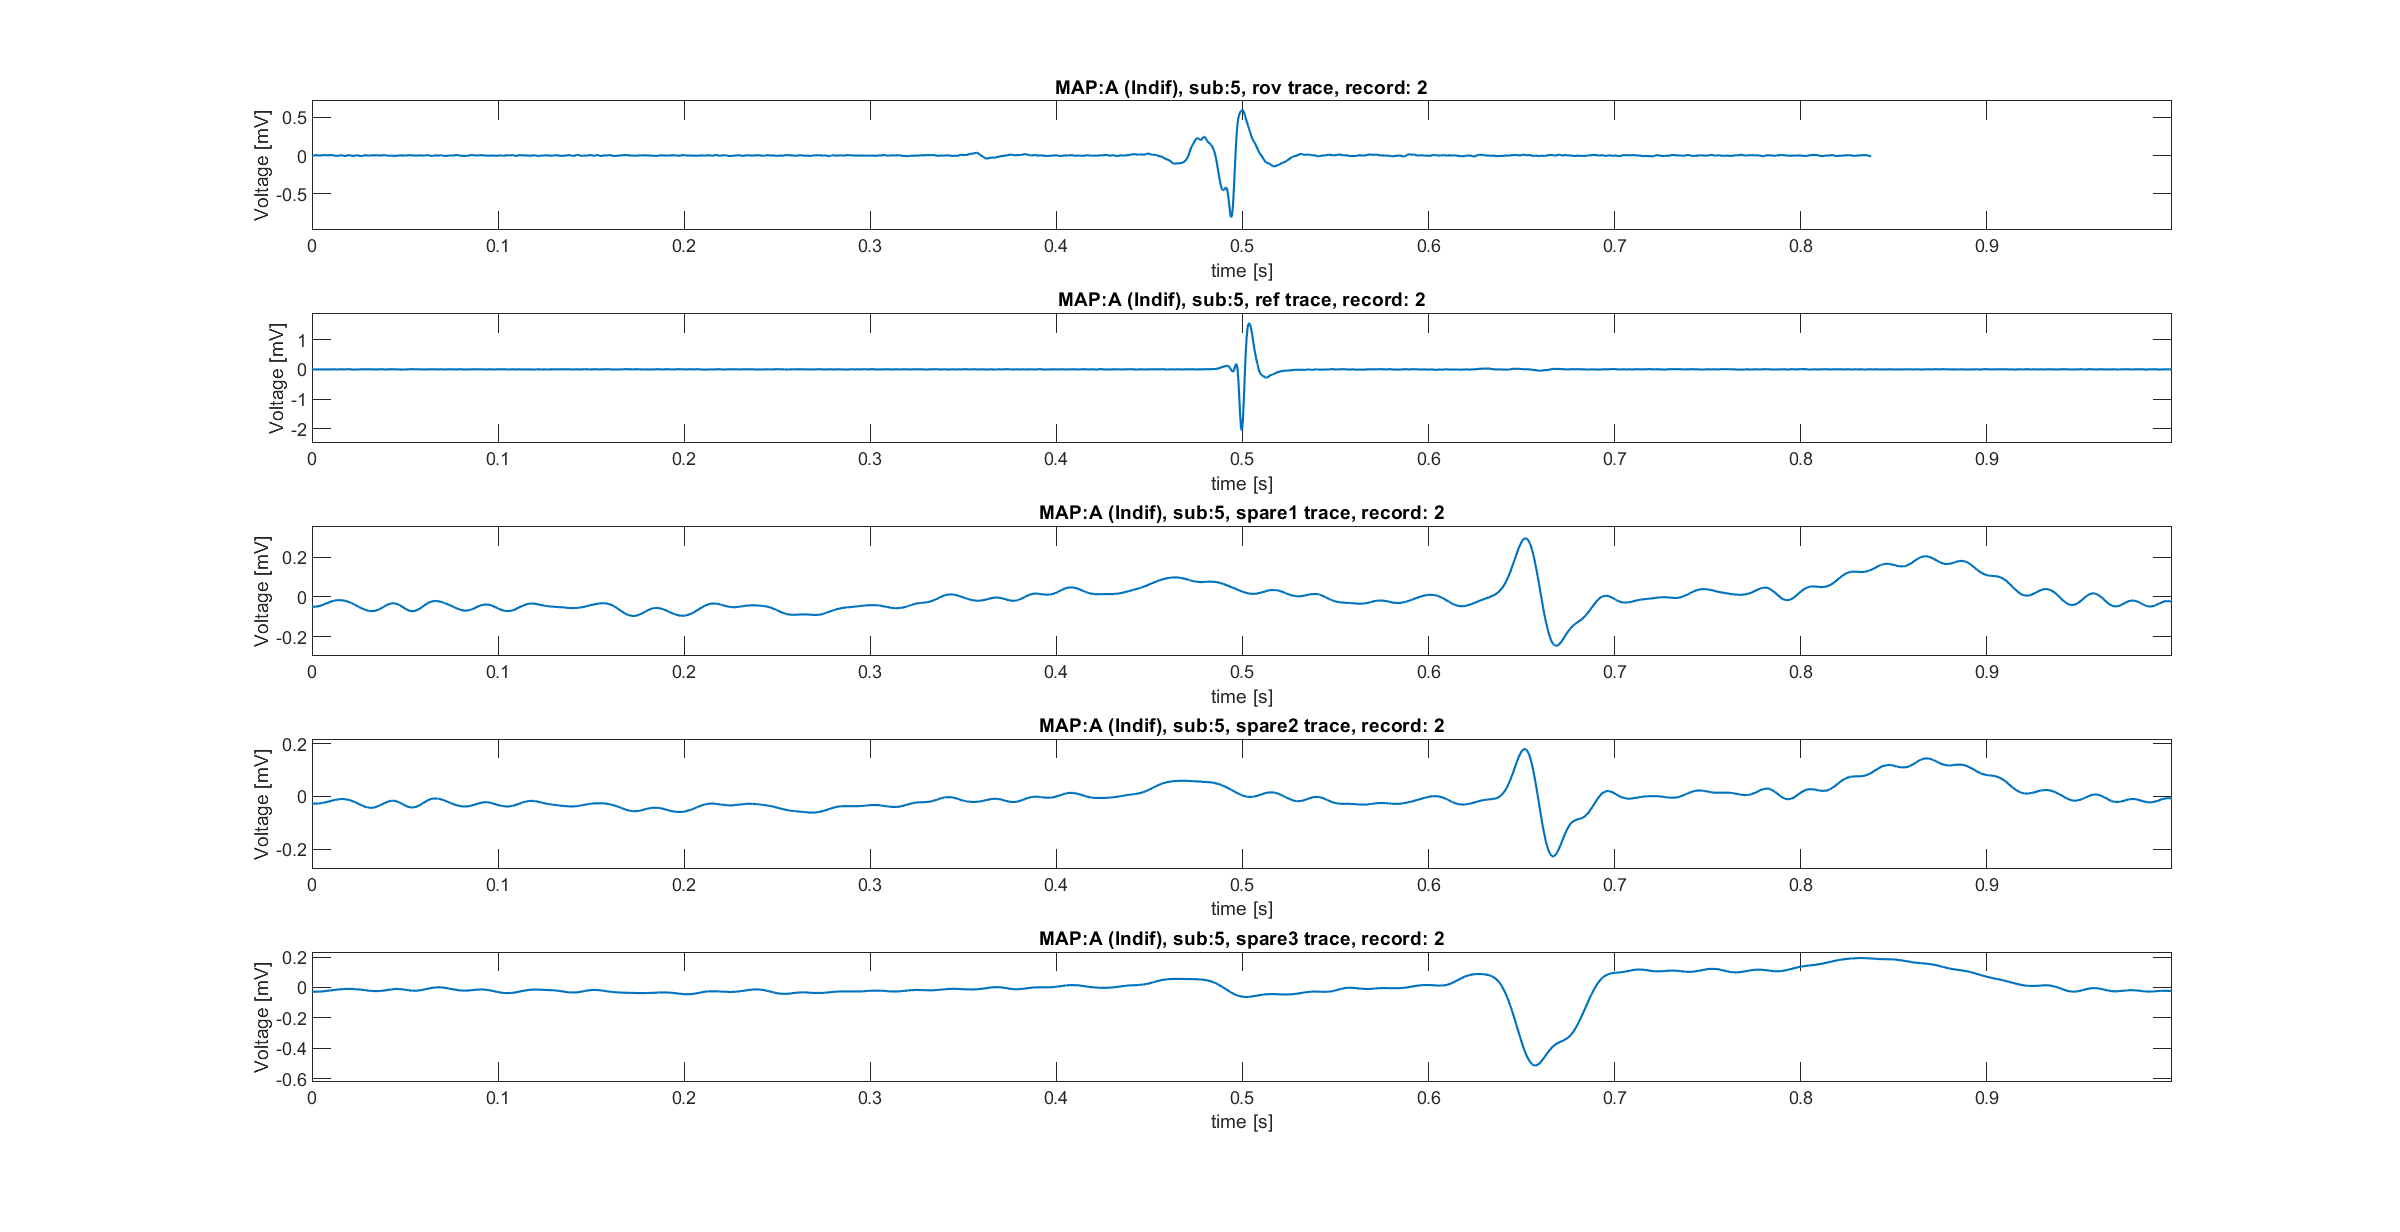 MAP:A (Indif), sub:5, rov trace, record: 2
Voltage [mV]
0.5
0
-0.5
0 0.1 0.2 0.3 0.4 0.5 0.6 0.7 0.8 0.9
time [s]
MAP:A (Indif), sub:5, ref trace, record: 2
Voltage [mV]
1
0
-1
-2
0 0.1 0.2 0.3 0.4 0.5 0.6 0.7 0.8 0.9
time [s]
MAP:A (Indif), sub:5, spare1 trace, record: 2
Voltage [mV]
0.2
0
-0.2
0 0.1 0.2 0.3 0.4 0.5 0.6 0.7 0.8 0.9
time [s]
MAP:A (Indif), sub:5, spare2 trace, record: 2
Voltage [mV]
0.2
0
-0.2
0 0.1 0.2 0.3 0.4 0.5 0.6 0.7 0.8 0.9
time [s]
MAP:A (Indif), sub:5, spare3 trace, record: 2
Voltage [mV]
0.2
0
-0.2
-0.4
-0.6
0 0.1 0.2 0.3 0.4 0.5 0.6 0.7 0.8 0.9
time [s]